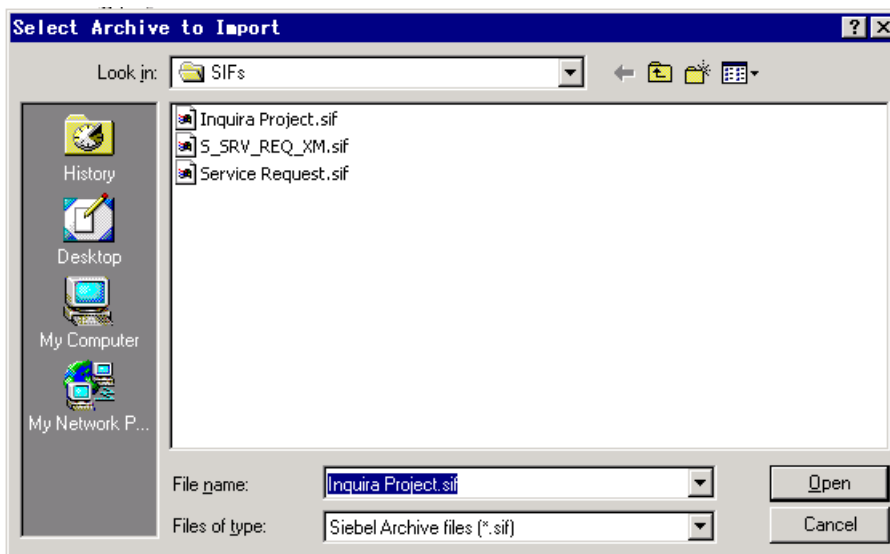 Select Archive to Import
Look in: SIFs
Inquira Project.sif
S_SRV_REQ_XM.sif
Service Request.sif
History
Desktop
My Computer
My Network P...
File name: Inquira Project.sif Open
Files of type: Siebel Archive files (*.sif) Cancel